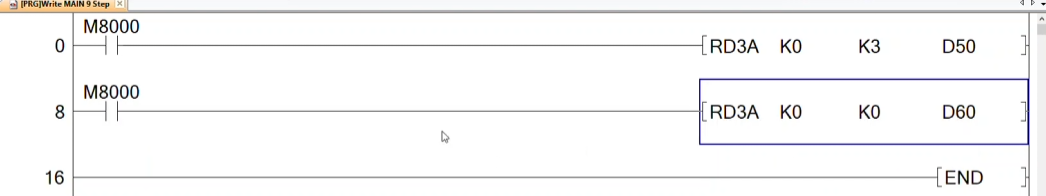 [PRG]Write MAIN 9 Step
M8000
0 RD3A K0 K3 D50
M8000
8 RD3A K0 K0 D60
16 END